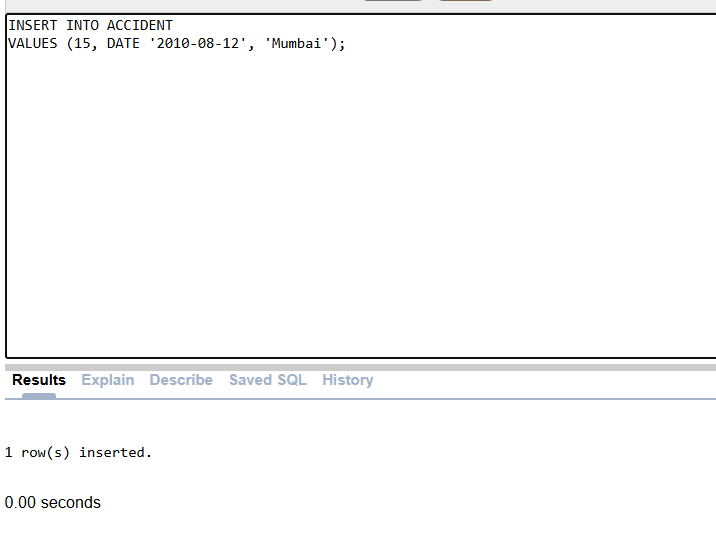 INSERT INTO ACCIDENT
VALUES (15, DATE '2010-08-12', 'Mumbai');
Results Explain Describe Saved SQL History
1 row(s) inserted.
0.00 seconds